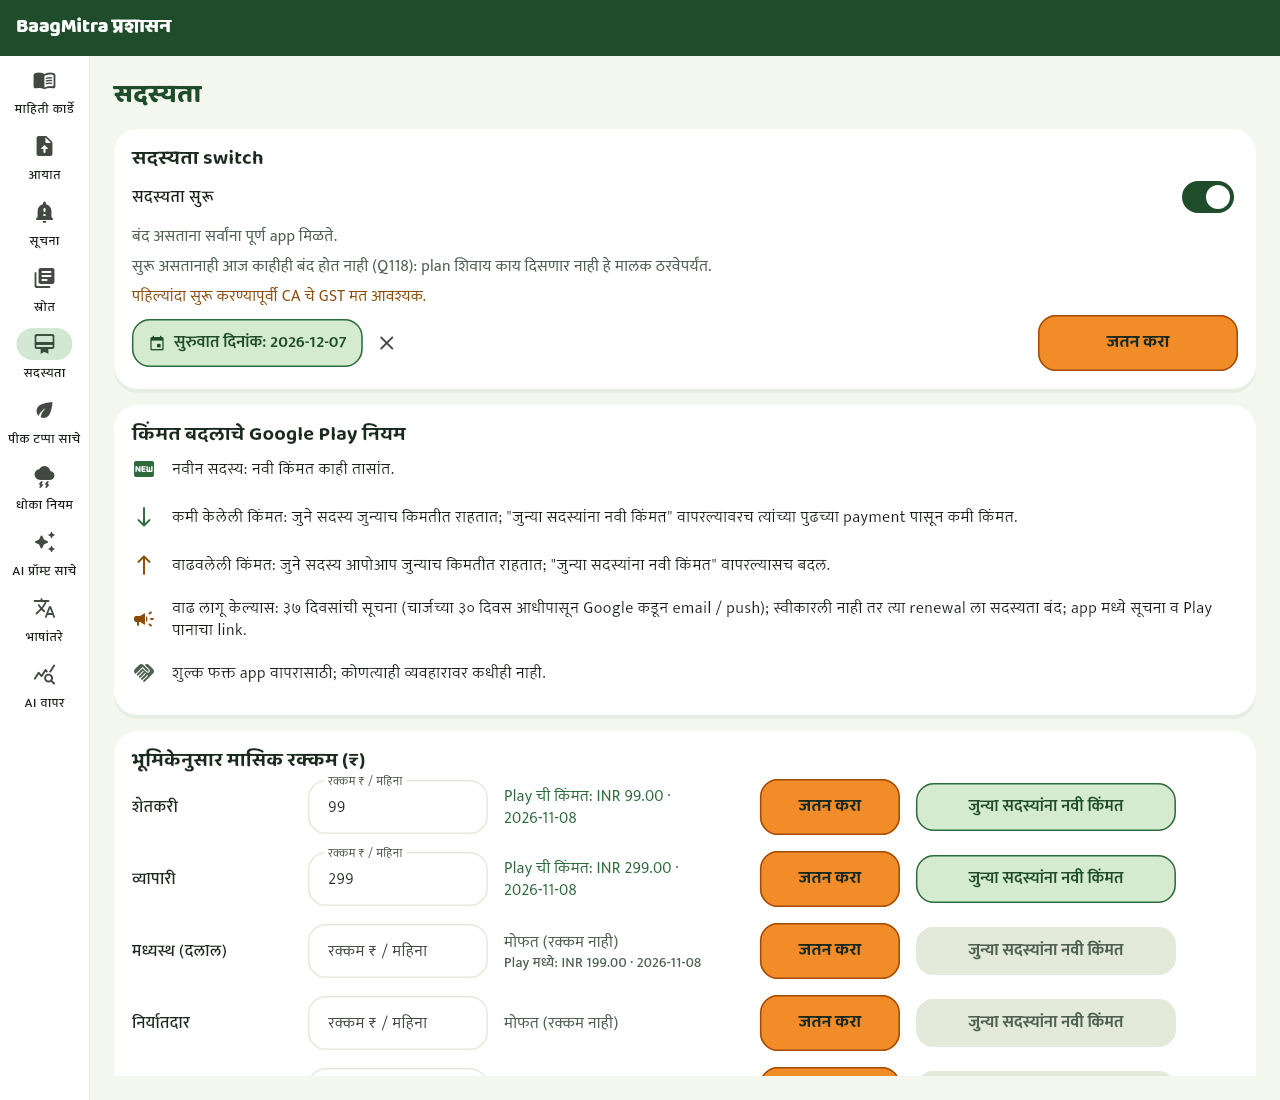 BaagMitra प्रशासन
माहिती कार्डे
आयात
सूचना
स्रोत
सदस्यता
पीक टप्पा साचे
धोका नियम
AI प्रॉम्प्ट साचे
भाषांतरे
AI वापर
सदस्यता
सदस्यता switch
सदस्यता सुरू
बंद असताना सर्वांना पूर्ण app मिळते.
सुरू असतानाही आज काहीही बंद होत नाही (Q118): plan शिवाय काय दिसणार नाही हे मालक ठरवेपर्यंत.
पहिल्यांदा सुरू करण्यापूर्वी CA चे GST मत आवश्यक.
सुरुवात दिनांक: 2026-12-07
जतन करा
किंमत बदलाचे Google Play नियम
NEW नवीन सदस्य: नवी किंमत काही तासांत.
कमी केलेली किंमत: जुने सदस्य जुन्याच किमतीत राहतात; "जुन्या सदस्यांना नवी किंमत" वापरल्यावरच त्यांच्या पुढच्या payment पासून कमी किंमत.
वाढवलेली किंमत: जुने सदस्य आपोआप जुन्याच किमतीत राहतात; "जुन्या सदस्यांना नवी किंमत" वापरल्यासच बदल.
वाढ लागू केल्यास: ३७ दिवसांची सूचना (चार्जच्या ३० दिवस आधीपासून Google कडून email / push); स्वीकारली नाही तर त्या renewal ला सदस्यता बंद; app मध्ये सूचना व Play
पानाचा link.
शुल्क फक्त app वापरासाठी; कोणत्याही व्यवहारावर कधीही नाही.
भूमिकेनुसार मासिक रक्कम (₹)
शेतकरी
रक्कम ₹ / महिना
99
Play ची किंमत: INR 99.00 ·
2026-11-08
जतन करा
जुन्या सदस्यांना नवी किंमत
व्यापारी
रक्कम ₹ / महिना
299
Play ची किंमत: INR 299.00 ·
2026-11-08
जतन करा
जुन्या सदस्यांना नवी किंमत
मध्यस्थ (दलाल)
रक्कम ₹ / महिना
मोफत (रक्कम नाही)
Play मध्ये: INR 199.00 · 2026-11-08
जतन करा
जुन्या सदस्यांना नवी किंमत
निर्यातदार
रक्कम ₹ / महिना
मोफत (रक्कम नाही)
जतन करा
जुन्या सदस्यांना नवी किंमत